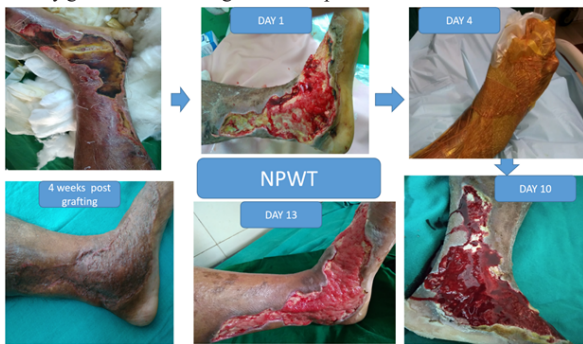 DAY 1
DAY 4
NPWT
4 weeks post
grafting
DAY 13
DAY 10